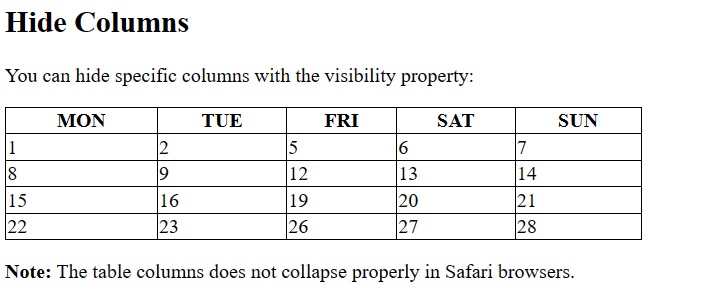 Hide Columns
You can hide specific columns with the visibility property:
MON TUE FRI SAT SUN
1 2 5 6 7
8 9 12 13 14
15 16 19 20 21
22 23 26 27 28
Note: The table columns does not collapse properly in Safari browsers.